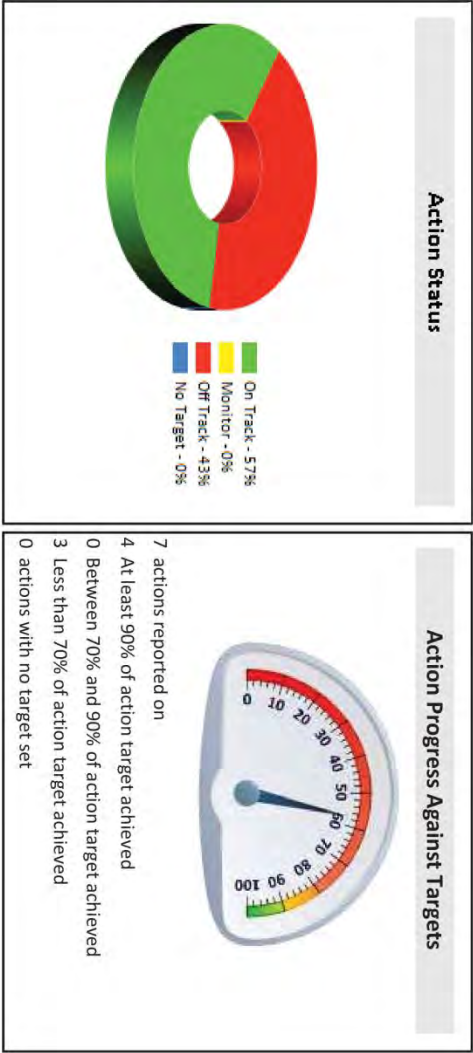 Action Status
On Track - 57%
Monitor - 0%
Off Track - 43%
No Target - 0%
Action Progress Against Targets
0 10 20 30 40 50 60 70 80 90 100
7 actions reported on
4 At least 90% of action target achieved
0 Between 70% and 90% of action target achieved
3 Less than 70% of action target achieved
0 actions with no target set